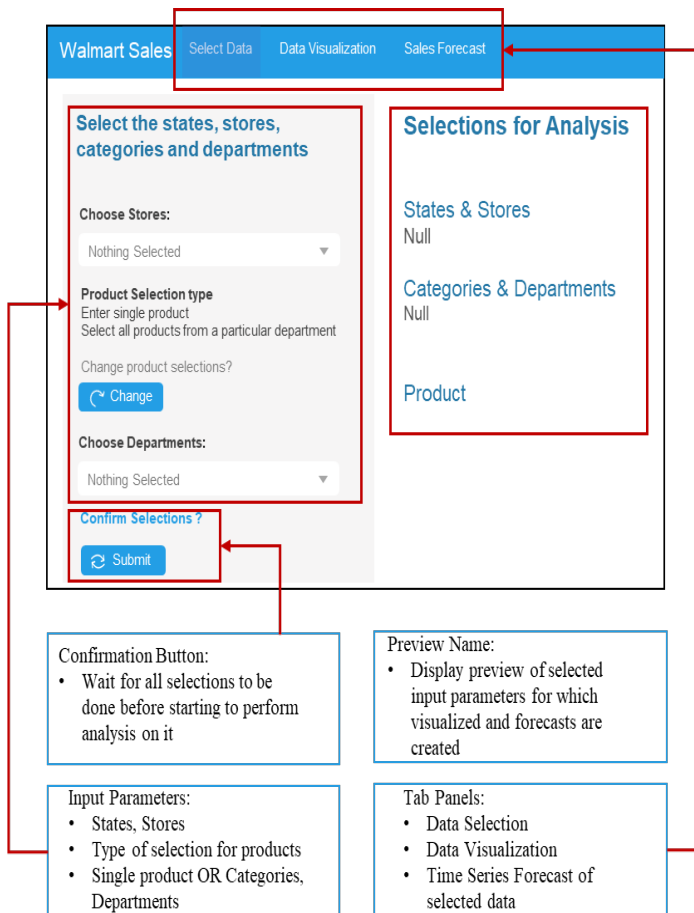 Walmart Sales Select Data Data Visualization Sales Forecast
Select the states, stores,
categories and departments
Choose Stores:
Nothing Selected
Product Selection type
Enter single product
Select all products from a particular department
Change product selections?
Change
Choose Departments:
Nothing Selected
Confirm Selections ?
Submit
Selections for Analysis
States & Stores
Null
Categories & Departments
Null
Product
Confirmation Button:
• Wait for all selections to be
done before starting to perform
analysis on it
Preview Name:
• Display preview of selected
input parameters for which
visualized and forecasts are
created
Input Parameters:
• States, Stores
• Type of selection for products
• Single product OR Categories,
Departments
Tab Panels:
• Data Selection
• Data Visualization
• Time Series Forecast of
selected data